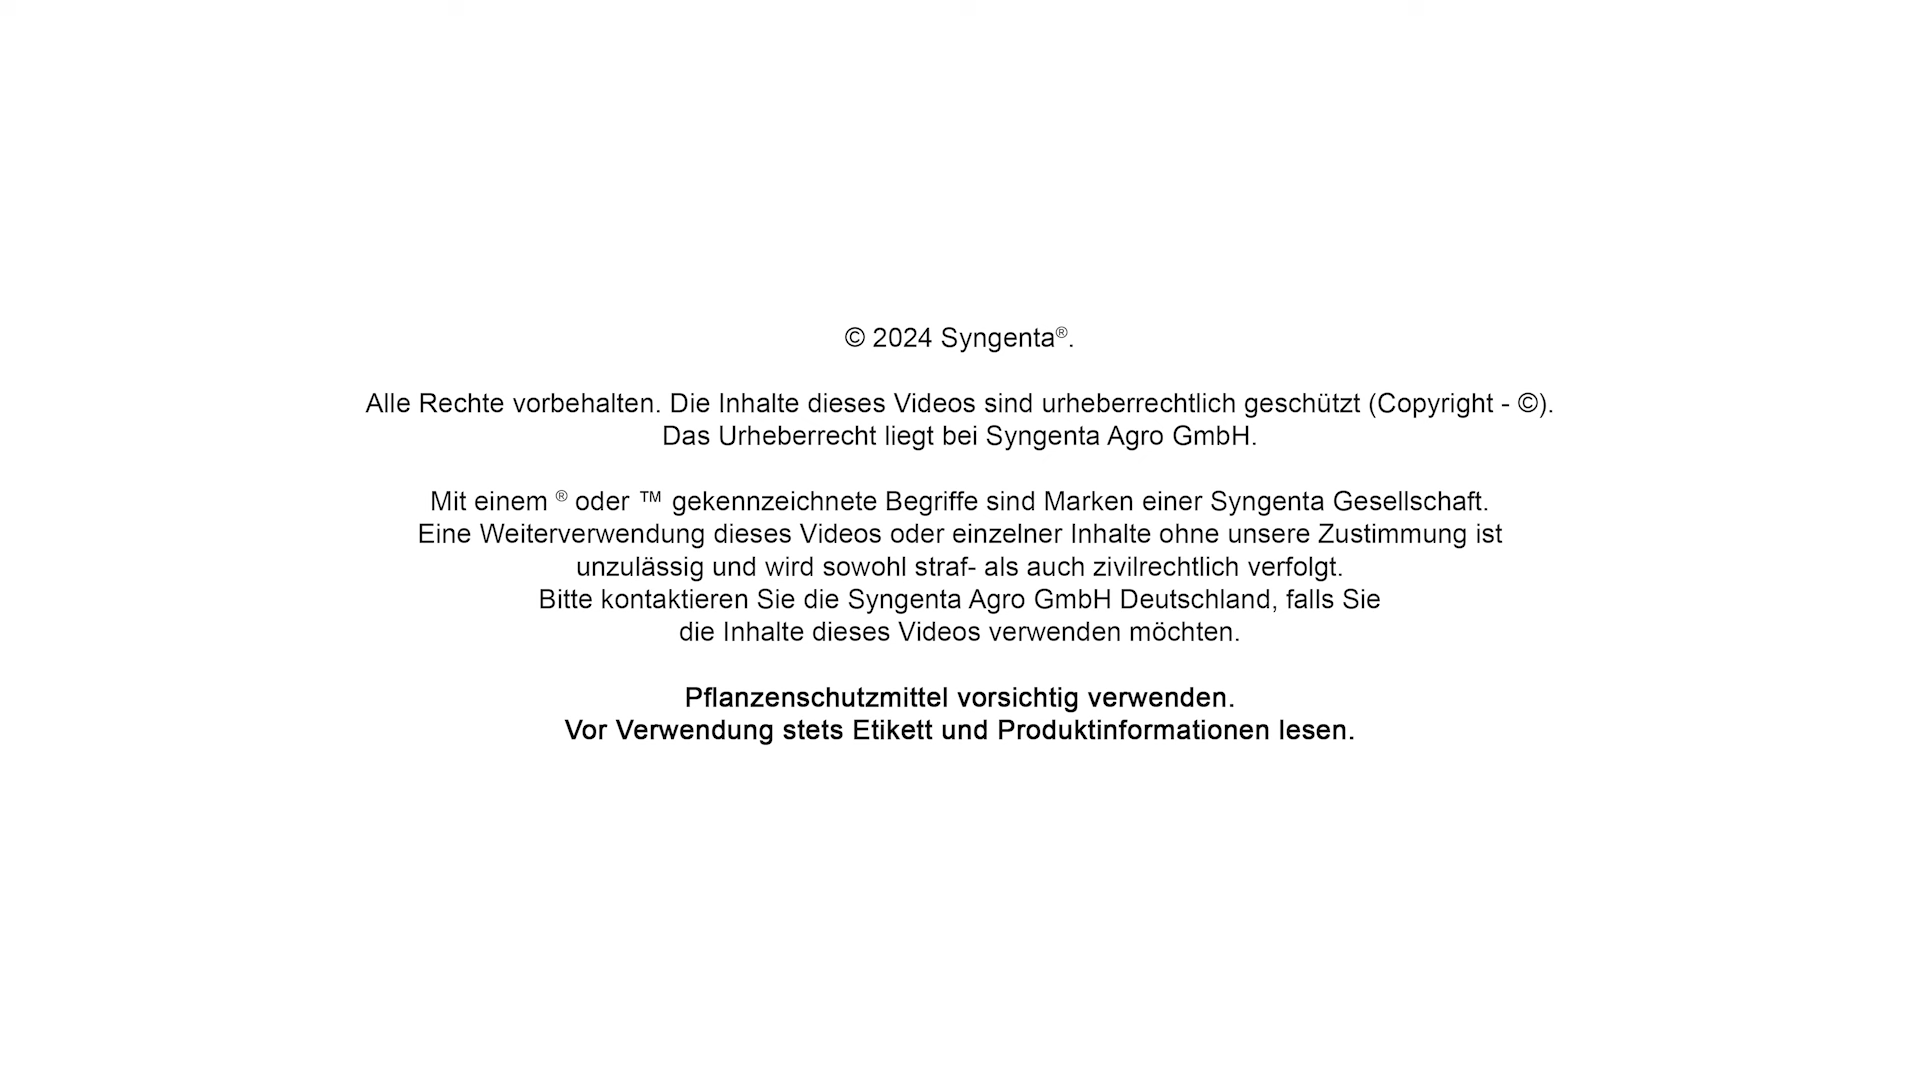 © 2024 Syngenta®.
Alle Rechte vorbehalten. Die Inhalte dieses Videos sind urheberrechtlich geschützt (Copyright - ©).
Das Urheberrecht liegt bei Syngenta Agro GmbH.
Mit einem ® oder ™ gekennzeichnete Begriffe sind Marken einer Syngenta Gesellschaft.
Eine Weiterverwendung dieses Videos oder einzelner Inhalte ohne unsere Zustimmung ist
unzulässig und wird sowohl straf- als auch zivilrechtlich verfolgt.
Bitte kontaktieren Sie die Syngenta Agro GmbH Deutschland, falls Sie
die Inhalte dieses Videos verwenden möchten.
Pflanzenschutzmittel vorsichtig verwenden.
Vor Verwendung stets Etikett und Produktinformationen lesen.